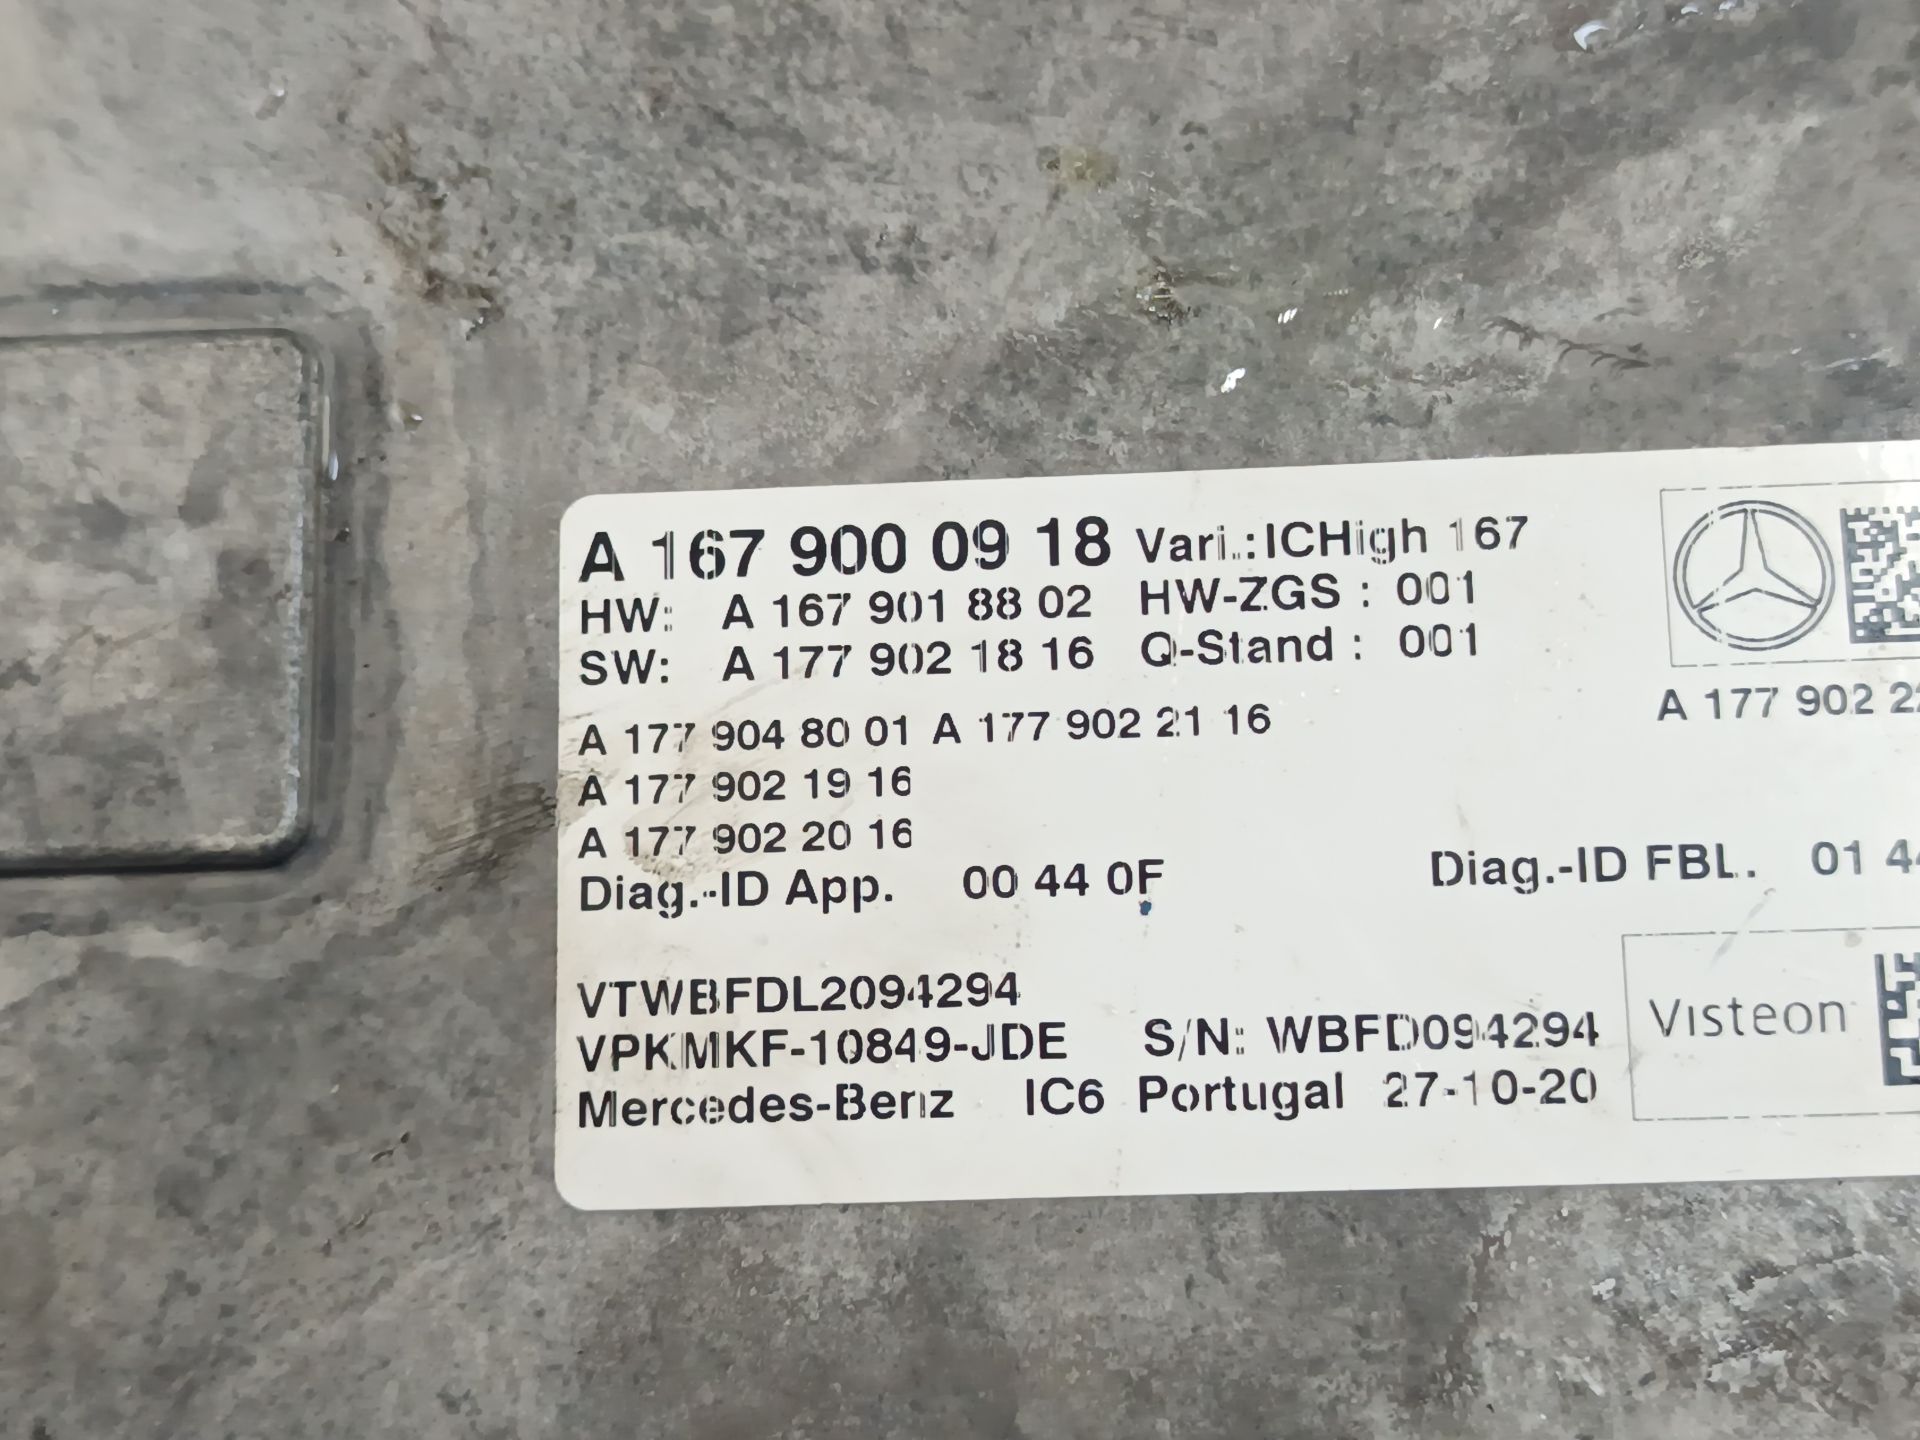 A 167 900 09 18 Vari.:ICHigh 167
HW: A 167 901 88 02 HW-ZGS : 001
SW: A 177 902 18 16 Q-Stand : 001
A 177 904 80 01 A 177 902 21 16
A 177 902
A 177 902 19 16
A 177 902 20 16
Diag.-ID App. 00 44 0F Diag.-ID FBL. 01
VTWBFDL2094294
VPKMKF-10849-JDE S/N: WBFD094294
Visteon
Mercedes-Benz IC6 Portugal 27-10-20